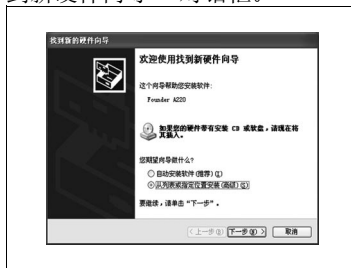 到新硬件向导”对话框。
找到新的硬件向导
欢迎使用找到新硬件向导
这个向导帮助您安装软件:
Founder A220
如果您的硬件带有安装 CD 或软盘，请现在将
其插入。
您期望向导做什么?
自动安装软件(推荐)(I)
从列表或指定位置安装(高级)(S)
要继续，请单击“下一步”。
<上一步(B) 下一步(N)> 取消